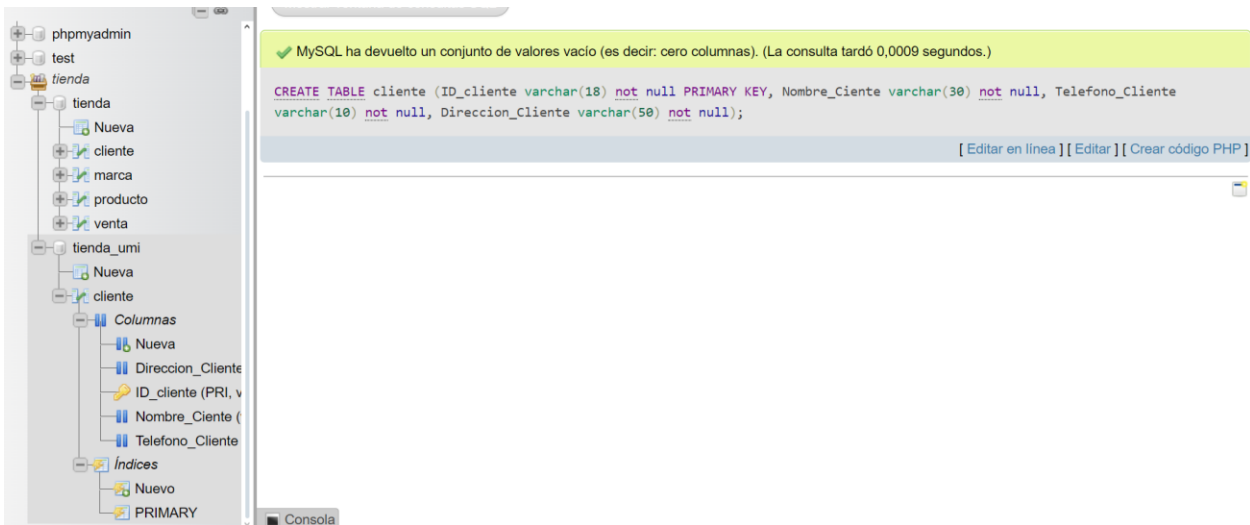 phpmyadmin
test
tienda
tienda
Nueva
cliente
marca
producto
venta
tienda_umi
Nueva
cliente
Columnas
Nueva
Direccion_Cliente
ID_cliente (PRI, v
Nombre_Ciente (
Telefono_Cliente
Índices
Nuevo
PRIMARY
MySQL ha devuelto un conjunto de valores vacío (es decir: cero columnas). (La consulta tardó 0,0009 segundos.)
CREATE TABLE cliente (ID_cliente varchar(18) not null PRIMARY KEY, Nombre_Ciente varchar(30) not null, Telefono_Cliente
varchar(10) not null, Direccion_Cliente varchar(50) not null);
[ Editar en línea ] [ Editar ] [ Crear código PHP ]
Consola